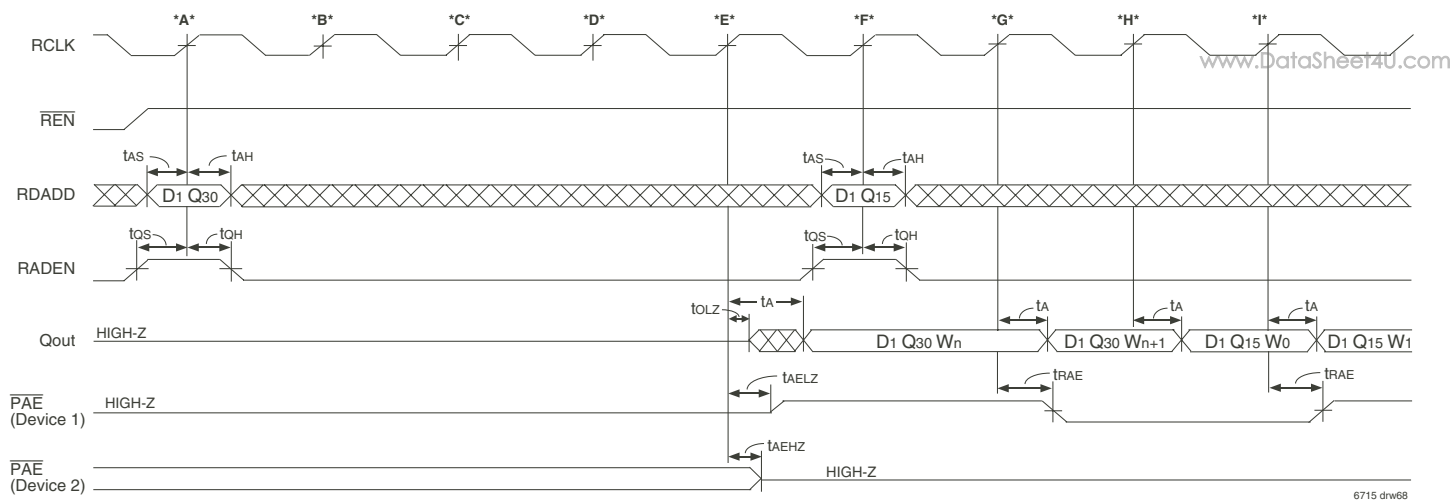 *A* *B* *C* *D* *E* *F* *G* *H* *I*
RCLK
www.DataSheet4U.com
REN
tAS tAH tAS tAH
RDADD D1 Q30 D1 Q15
tQS tQH tQS tQH
RADEN
tA tA tA tA
tOLZ
Qout HIGH-Z D1 Q30 Wn D1 Q30 Wn+1 D1 Q15 W0 D1 Q15 W1
tAELZ tRAE tRAE
PAE HIGH-Z
(Device 1)
tAEHZ
PAE HIGH-Z
(Device 2)
6715 drw68